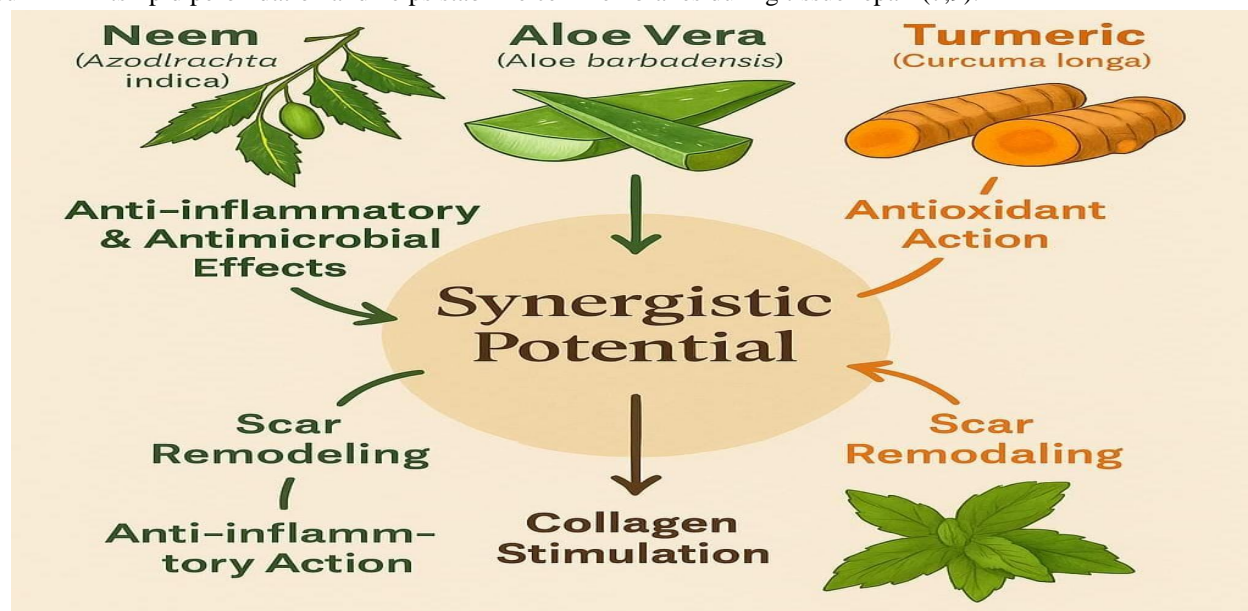 Neem
(Azodlrachta
indica)
Aloe Vera
(Aloe barbadensis)
Turmeric
(Curcuma longa)
Anti-inflammatory
& Antimicrobial
Effects
Antioxidant
Action
Synergistic
Potential
Scar
Remodeling
Anti-inflamm-
tory Action
Collagen
Stimulation
Scar
Remodaling